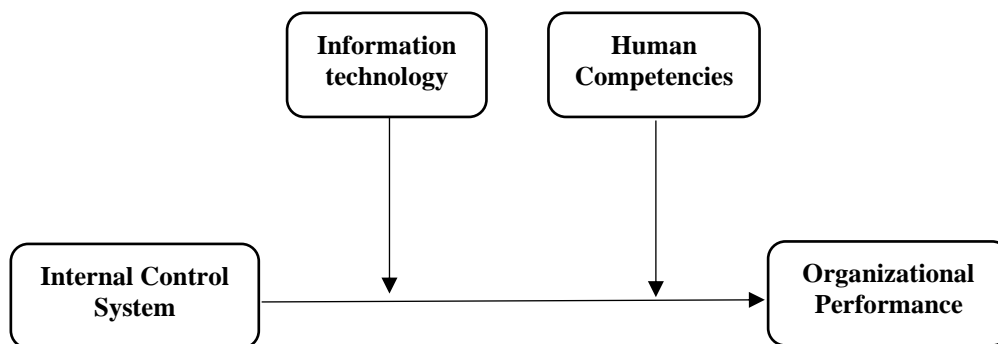 Information
technology
Human
Competencies
Internal Control
System
Organizational
Performance